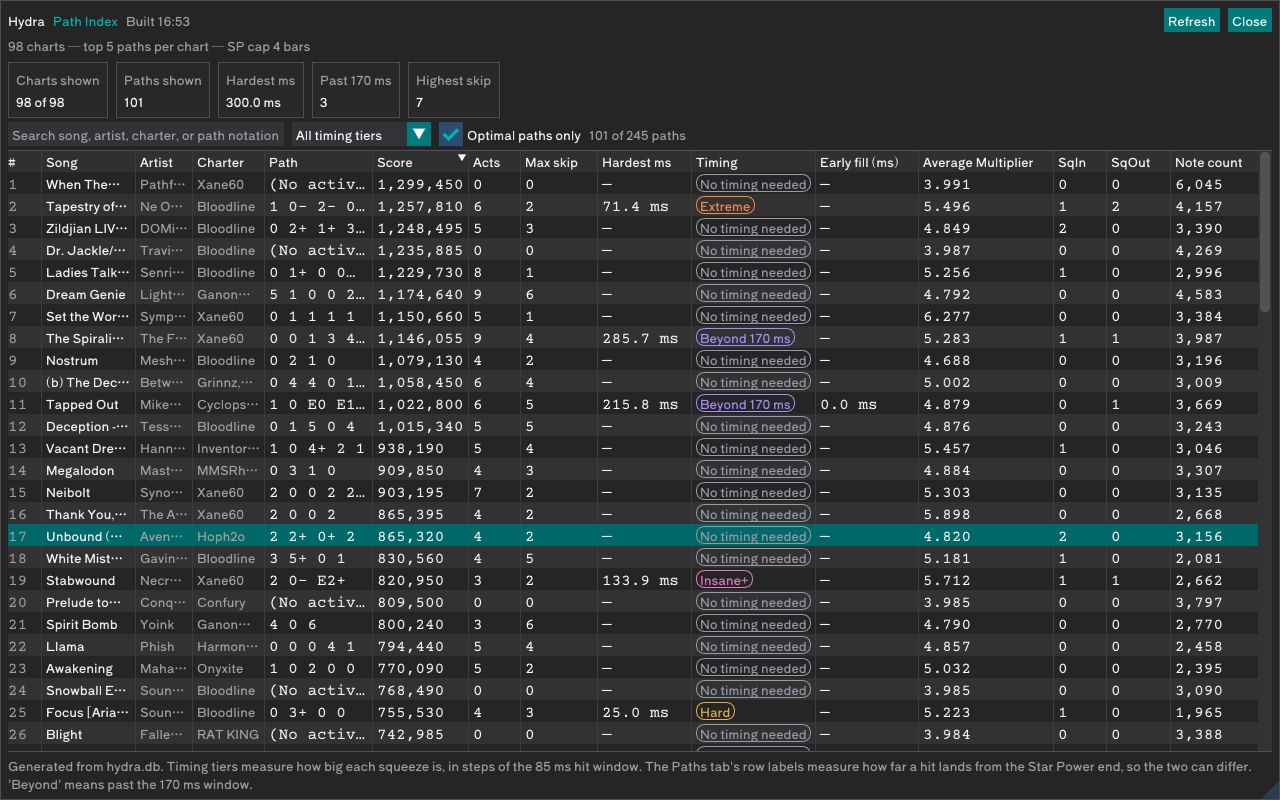 Hydra Path Index Built 16:53 Refresh Close
98 charts — top 5 paths per chart — SP cap 4 bars
Charts shown Paths shown Hardest ms Past 170 ms Highest skip
98 of 98 101 300.0 ms 3 7
Search song, artist, charter, or path notation All timing tiers Optimal paths only 101 of 245 paths
# Song Artist Charter Path Score Acts Max skip Hardest ms Timing Early fill (ms) Average Multiplier SqIn SqOut Note count
1 When The··· Pathf··· Xane60 (No activ... 1,299,450 0 0 — No timing needed — 3.991 0 0 6,045
2 Tapestry of··· Ne O··· Bloodline 1 0- 2- 0... 1,257,810 6 2 71.4 ms Extreme — 5.496 1 2 4,157
3 Zildjian LIV··· DOMi··· Bloodline 0 2+ 1+ 3... 1,248,495 5 3 — No timing needed — 4.849 2 0 3,390
4 Dr. Jackle/··· Travi··· Bloodline (No activ... 1,235,885 0 0 — No timing needed — 3.987 0 0 4,269
5 Ladies Talk··· Senri··· Bloodline 0 1+ 0 0... 1,229,730 8 1 — No timing needed — 5.256 1 0 2,996
6 Dream Genie Light··· Ganon··· 5 1 0 0 2... 1,174,640 9 6 — No timing needed — 4.792 0 0 4,583
7 Set the Wor··· Symp··· Xane60 0 1 1 1 1 1,150,660 5 1 — No timing needed — 6.277 0 0 3,384
8 The Spirali··· The F··· Xane60 0 0 1 3 4... 1,146,055 9 4 285.7 ms Beyond 170 ms — 5.283 1 1 3,987
9 Nostrum Mesh··· Bloodline 0 2 1 0 1,079,130 4 2 — No timing needed — 4.688 0 0 3,196
10 (b) The Dec··· Betw··· Grinnz,··· 0 4 4 0 1... 1,058,450 6 4 — No timing needed — 5.002 0 0 3,009
11 Tapped Out Mike··· Cyclops··· 1 0 E0 E1... 1,022,800 6 5 215.8 ms Beyond 170 ms 0.0 ms 4.879 0 1 3,669
12 Deception -··· Tess··· Bloodline 0 1 5 0 4 1,015,340 5 5 — No timing needed — 4.876 0 0 3,243
13 Vacant Dre··· Hann··· Inventor··· 1 0 4+ 2 1 938,190 5 4 — No timing needed — 5.457 1 0 3,046
14 Megalodon Mast··· MMSRh··· 0 3 1 0 909,850 4 3 — No timing needed — 4.884 0 0 3,307
15 Neibolt Syno··· Xane60 2 0 0 2 2... 903,195 7 2 — No timing needed — 5.303 0 0 3,135
16 Thank You,··· The A··· Xane60 2 0 0 2 865,395 4 2 — No timing needed — 5.898 0 0 2,668
17 Unbound (··· Aven··· Hoph2o 2 2+ 0+ 2 865,320 4 2 — No timing needed — 4.820 2 0 3,156
18 White Mist··· Gavin··· Bloodline 3 5+ 0 1 830,560 4 5 — No timing needed — 5.181 1 0 2,081
19 Stabwound Necr··· Xane60 2 0- E2+ 820,950 3 2 133.9 ms Insane+ — 5.712 1 1 2,662
20 Prelude to··· Conq··· Confury (No activ... 809,500 0 0 — No timing needed — 3.985 0 0 3,797
21 Spirit Bomb Yoink Ganon··· 4 0 6 800,240 3 6 — No timing needed — 4.790 0 0 2,770
22 Llama Phish Harmon··· 0 0 0 4 1 794,440 5 4 — No timing needed — 4.857 0 0 2,458
23 Awakening Maha··· Onyxite 1 0 2 0 0 770,090 5 2 — No timing needed — 5.032 0 0 2,395
24 Snowball E··· Soun··· Bloodline (No activ... 768,490 0 0 — No timing needed — 3.985 0 0 3,090
25 Focus [Aria··· Soun··· Bloodline 0 3+ 0 0 755,530 4 3 25.0 ms Hard — 5.223 1 0 1,965
26 Blight Falle··· RAT KING (No activ... 742,985 0 0 — No timing needed — 3.984 0 0 3,388
Generated from hydra.db. Timing tiers measure how big each squeeze is, in steps of the 85 ms hit window. The Paths tab's row labels measure how far a hit lands from the Star Power end, so the two can differ.
'Beyond' means past the 170 ms window.